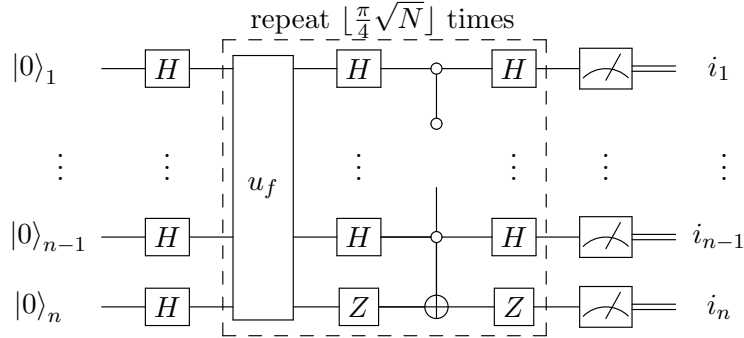 repeat ⌊π/4 √N⌋ times
|0⟩₁ H H H i₁
⋮ ⋮ u_f ⋮ ⋮ ⋮ ⋮
|0⟩ₙ₋₁ H H H iₙ₋₁
|0⟩ₙ H Z Z iₙ